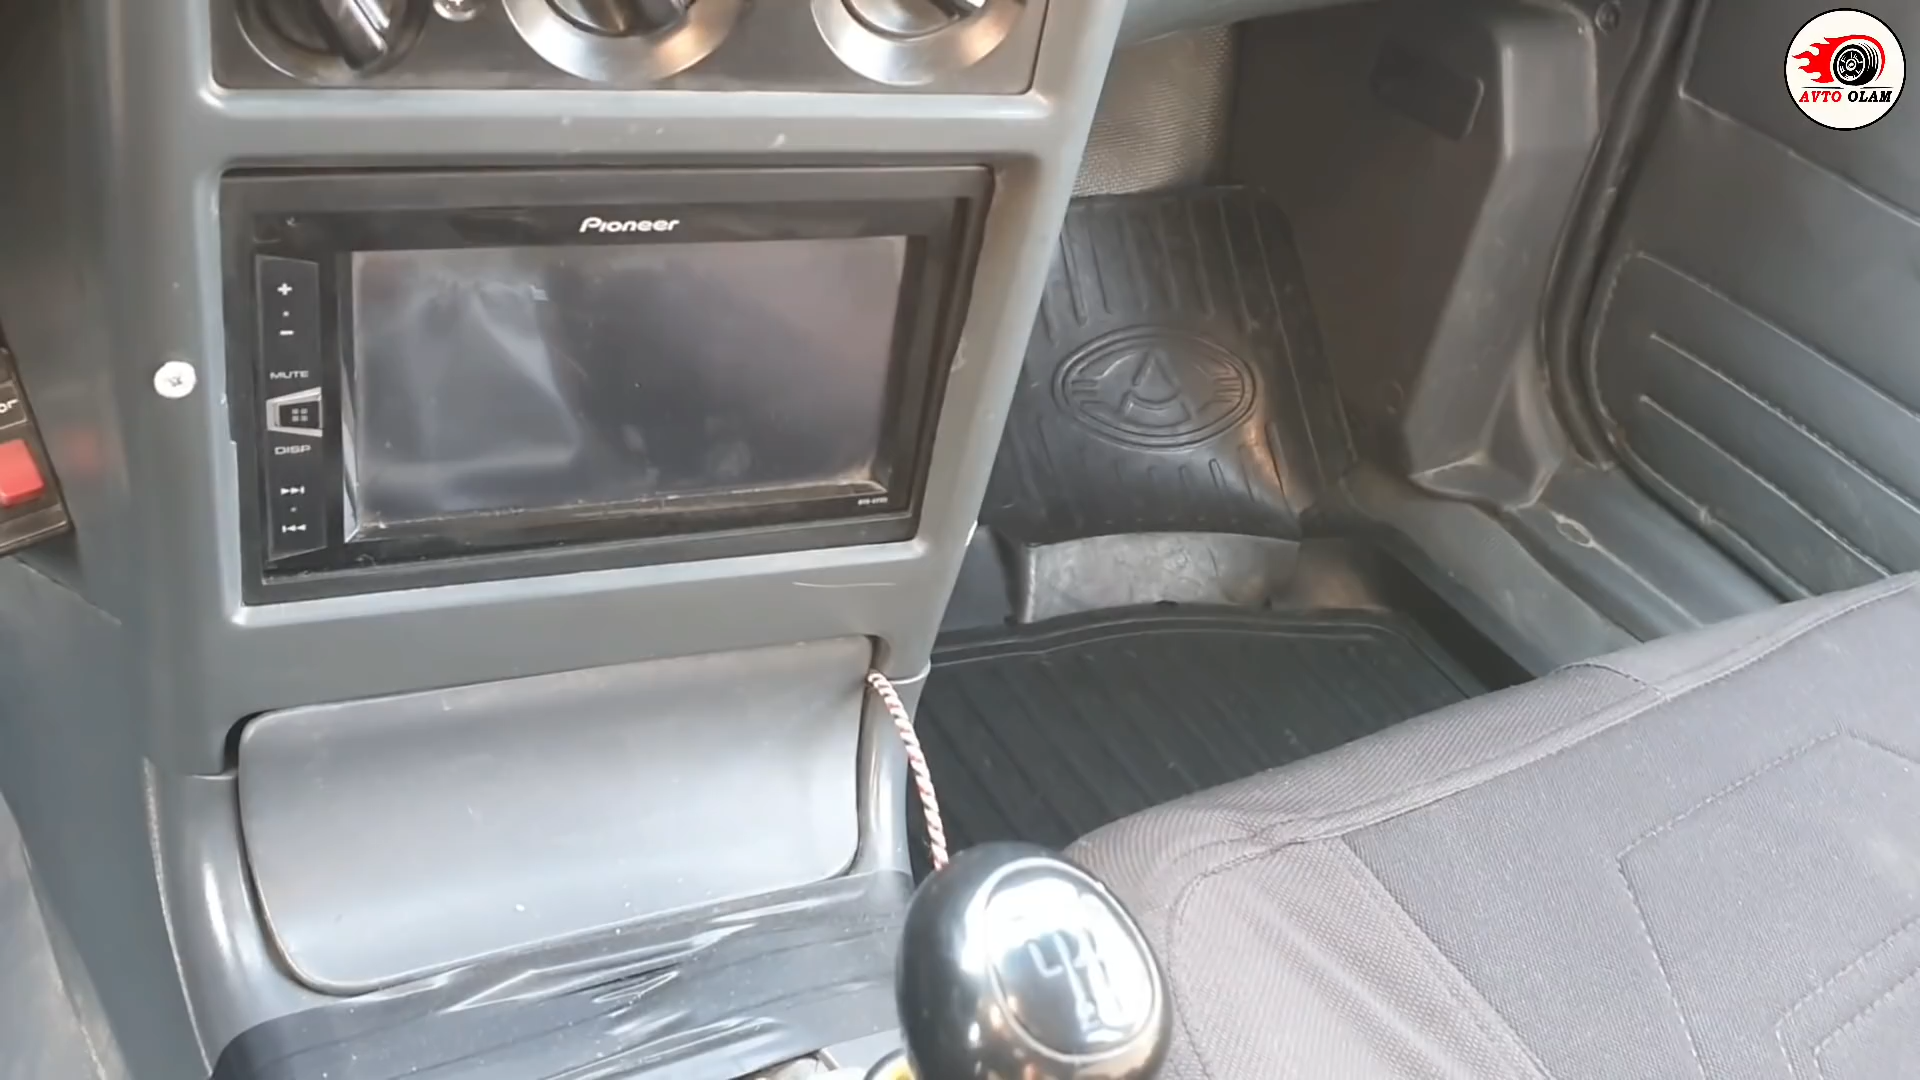 AVTO OLAM
Pioneer
+
-
MUTE
DISP